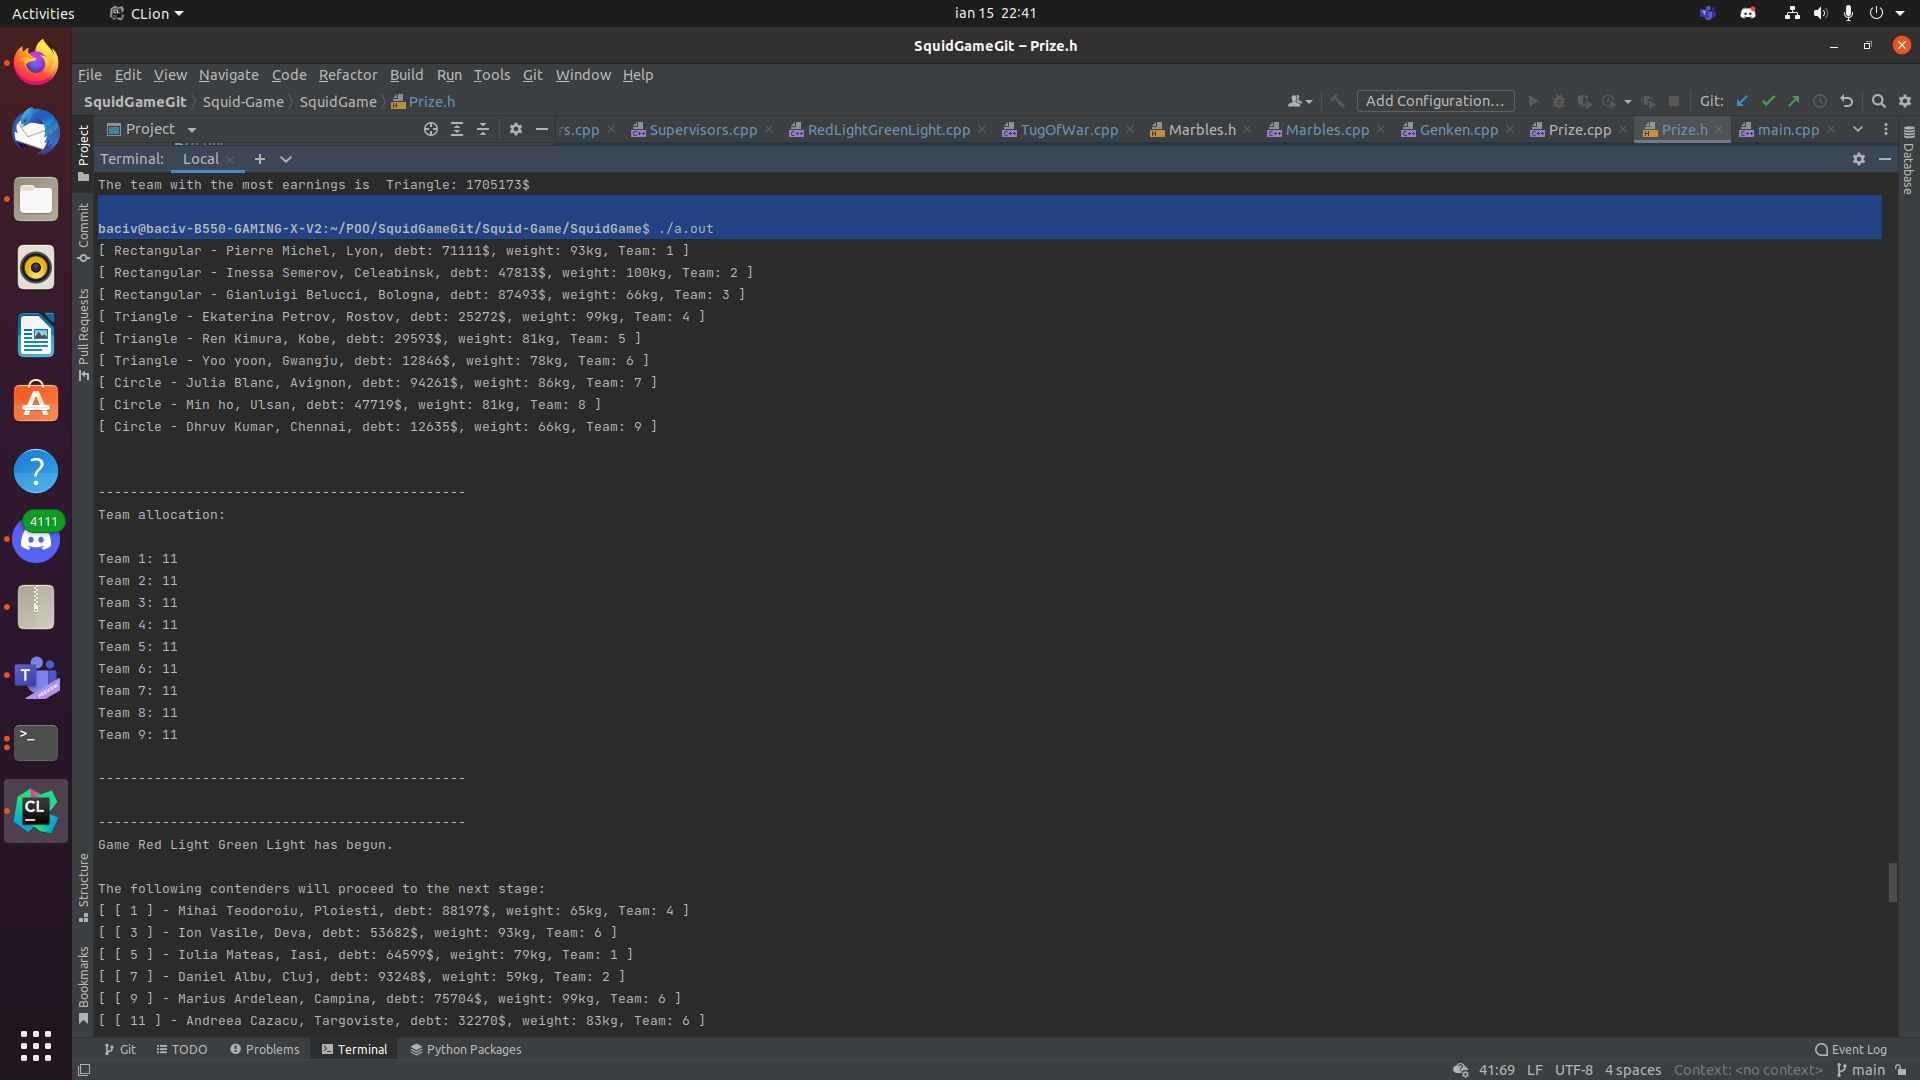 Activities
CLion
ian 15 22:41
SquidGameGit – Prize.h
File Edit View Navigate Code Refactor Build Run Tools Git Window Help
SquidGameGit Squid-Game SquidGame Prize.h
Add Configuration...
Git:
Project
rs.cpp Supervisors.cpp RedLightGreenLight.cpp TugOfWar.cpp Marbles.h Marbles.cpp Genken.cpp Prize.cpp Prize.h main.cpp
Terminal: Local
The team with the most earnings is  Triangle: 1705173$
baciv@baciv-B550-GAMING-X-V2:~/POO/SquidGameGit/Squid-Game/SquidGame$ ./a.out
[ Rectangular - Pierre Michel, Lyon, debt: 71111$, weight: 93kg, Team: 1 ]
[ Rectangular - Inessa Semerov, Celeabinsk, debt: 47813$, weight: 100kg, Team: 2 ]
[ Rectangular - Gianluigi Belucci, Bologna, debt: 87493$, weight: 66kg, Team: 3 ]
[ Triangle - Ekaterina Petrov, Rostov, debt: 25272$, weight: 99kg, Team: 4 ]
[ Triangle - Ren Kimura, Kobe, debt: 29593$, weight: 81kg, Team: 5 ]
[ Triangle - Yoo yoon, Gwangju, debt: 12846$, weight: 78kg, Team: 6 ]
[ Circle - Julia Blanc, Avignon, debt: 94261$, weight: 86kg, Team: 7 ]
[ Circle - Min ho, Ulsan, debt: 47719$, weight: 81kg, Team: 8 ]
[ Circle - Dhruv Kumar, Chennai, debt: 12635$, weight: 66kg, Team: 9 ]
----------------------------------------------
Team allocation:
Team 1: 11
Team 2: 11
Team 3: 11
Team 4: 11
Team 5: 11
Team 6: 11
Team 7: 11
Team 8: 11
Team 9: 11
----------------------------------------------
----------------------------------------------
Game Red Light Green Light has begun.
The following contenders will proceed to the next stage:
[ [ 1 ] - Mihai Teodoroiu, Ploiesti, debt: 88197$, weight: 65kg, Team: 4 ]
[ [ 3 ] - Ion Vasile, Deva, debt: 53682$, weight: 93kg, Team: 6 ]
[ [ 5 ] - Iulia Mateas, Iasi, debt: 64599$, weight: 79kg, Team: 1 ]
[ [ 7 ] - Daniel Albu, Cluj, debt: 93248$, weight: 59kg, Team: 2 ]
[ [ 9 ] - Marius Ardelean, Campina, debt: 75704$, weight: 99kg, Team: 6 ]
[ [ 11 ] - Andreea Cazacu, Targoviste, debt: 32270$, weight: 83kg, Team: 6 ]
Project
Commit
Pull Requests
Structure
Bookmarks
Database
4111
T
PREVIEW
>_
CL
Git TODO Problems Terminal Python Packages
Event Log
41:69 LF UTF-8 4 spaces Context: <no context> main